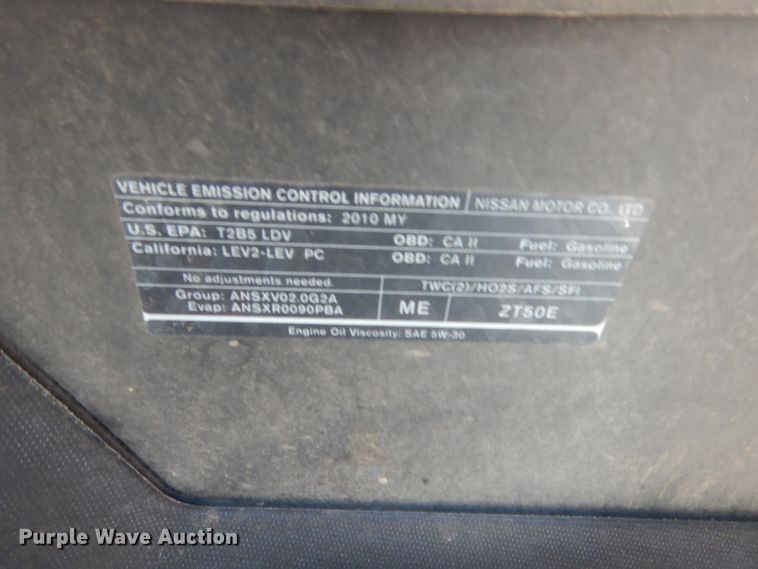 VEHICLE EMISSION CONTROL INFORMATION NISSAN MOTOR CO., LTD
Conforms to regulations: 2010 MY
U.S. EPA: T2B5 LDV OBD: CA II Fuel: Gasoline
California: LEV2-LEV PC OBD: CA II Fuel: Gasoline
No adjustments needed. TWC(2)/HO2S/AFS/SFI
Group: ANSXV02.0G2A
Evap: ANSXR0090PBA ME ZT50E
Engine Oil Viscosity: SAE 5W-30
Purple Wave Auction